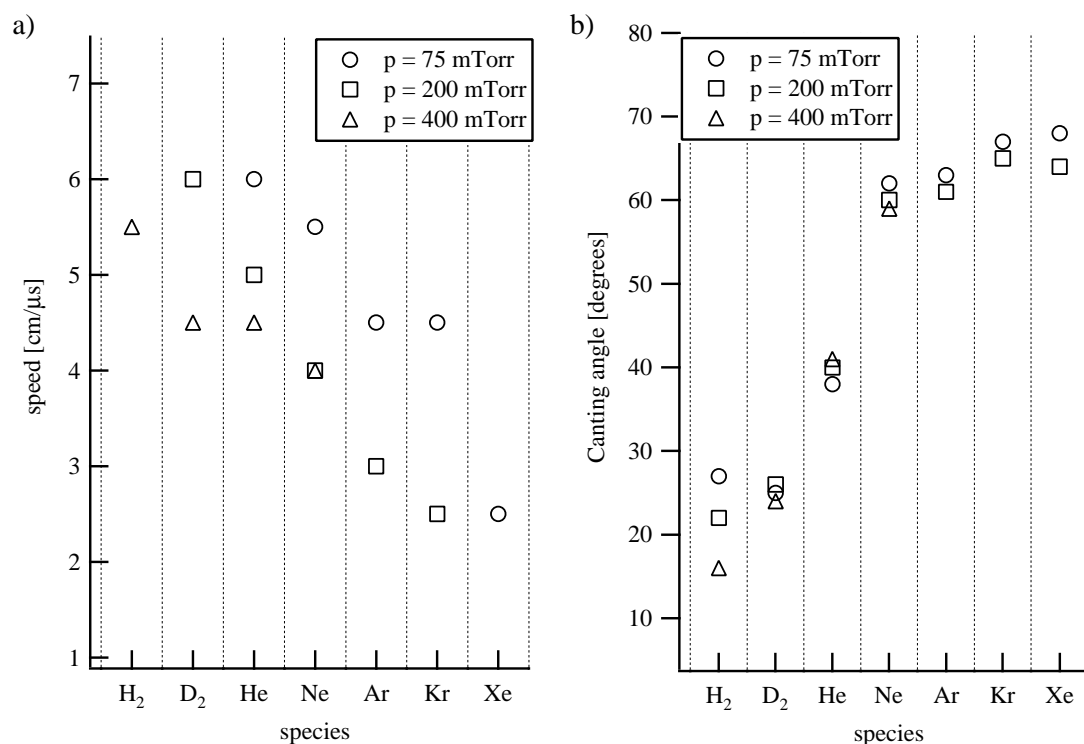 a)
p = 75 mTorr
p = 200 mTorr
p = 400 mTorr
7
6
5
4
3
2
1
speed [cm/μs]
H₂ D₂ He Ne Ar Kr Xe
species
b)
p = 75 mTorr
p = 200 mTorr
p = 400 mTorr
80
70
60
50
40
30
20
10
Canting angle [degrees]
H₂ D₂ He Ne Ar Kr Xe
species